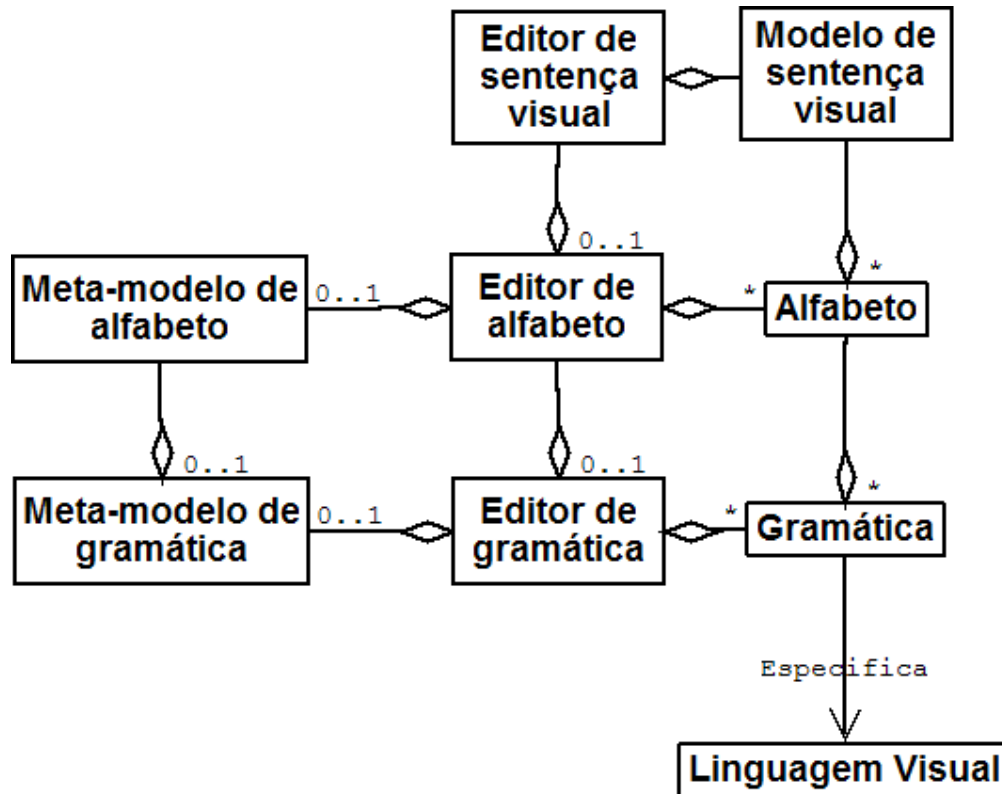 Editor de
sentença
visual
Modelo de
sentença
visual
0..1
*
Meta-modelo de
alfabeto
0..1
Editor de
alfabeto
*
Alfabeto
0..1
0..1
*
Meta-modelo de
gramática
0..1
Editor de
gramática
*
Gramática
Especifica
Linguagem Visual